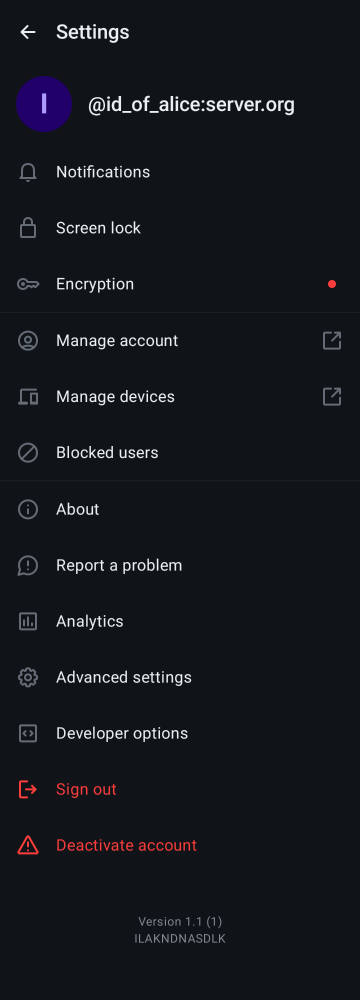 Settings
I
@id_of_alice:server.org
Notifications
Screen lock
Encryption
Manage account
Manage devices
Blocked users
About
Report a problem
Analytics
Advanced settings
Developer options
Sign out
Deactivate account
Version 1.1 (1)
ILAKNDNASDLK